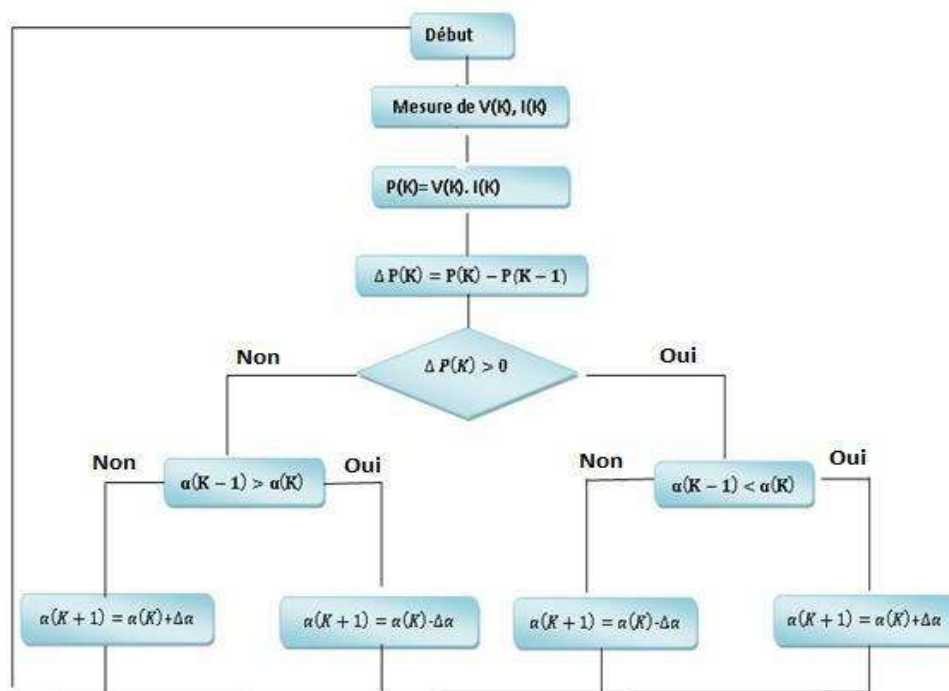 Début
Mesure de V(K), I(K)
P(K)= V(K). I(K)
Δ P(K) = P(K) − P(K − 1)
Δ P(K) > 0
Non
Oui
Non
α(K − 1) > α(K)
Oui
Non
α(K − 1) < α(K)
Oui
α(K + 1) = α(K)+Δα
α(K + 1) = α(K)-Δα
α(K + 1) = α(K)-Δα
α(K + 1) = α(K)+Δα